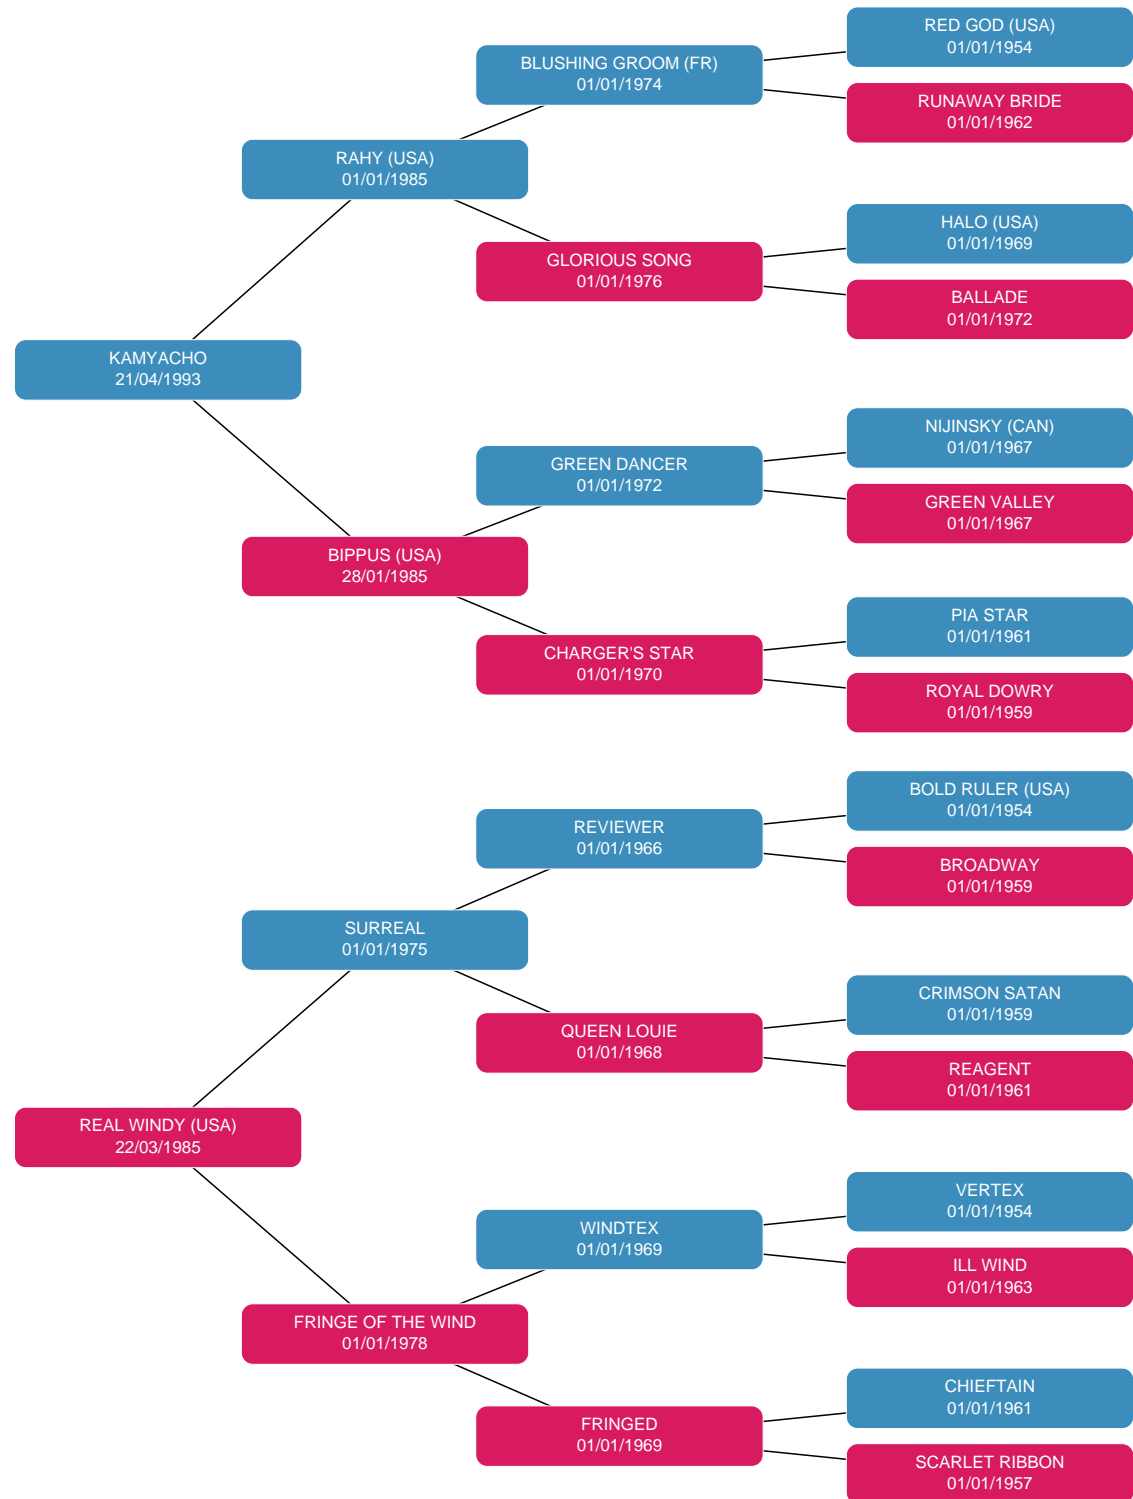 RED GOD (USA)
01/01/1954
BLUSHING GROOM (FR)
01/01/1974
RUNAWAY BRIDE
01/01/1962
RAHY (USA)
01/01/1985
HALO (USA)
01/01/1969
GLORIOUS SONG
01/01/1976
BALLADE
01/01/1972
KAMYACHO
21/04/1993
NIJINSKY (CAN)
01/01/1967
GREEN DANCER
01/01/1972
GREEN VALLEY
01/01/1967
BIPPUS (USA)
28/01/1985
PIA STAR
01/01/1961
CHARGER'S STAR
01/01/1970
ROYAL DOWRY
01/01/1959
BOLD RULER (USA)
01/01/1954
REVIEWER
01/01/1966
BROADWAY
01/01/1959
SURREAL
01/01/1975
CRIMSON SATAN
01/01/1959
QUEEN LOUIE
01/01/1968
REAGENT
01/01/1961
REAL WINDY (USA)
22/03/1985
VERTEX
01/01/1954
WINDTEX
01/01/1969
ILL WIND
01/01/1963
FRINGE OF THE WIND
01/01/1978
CHIEFTAIN
01/01/1961
FRINGED
01/01/1969
SCARLET RIBBON
01/01/1957